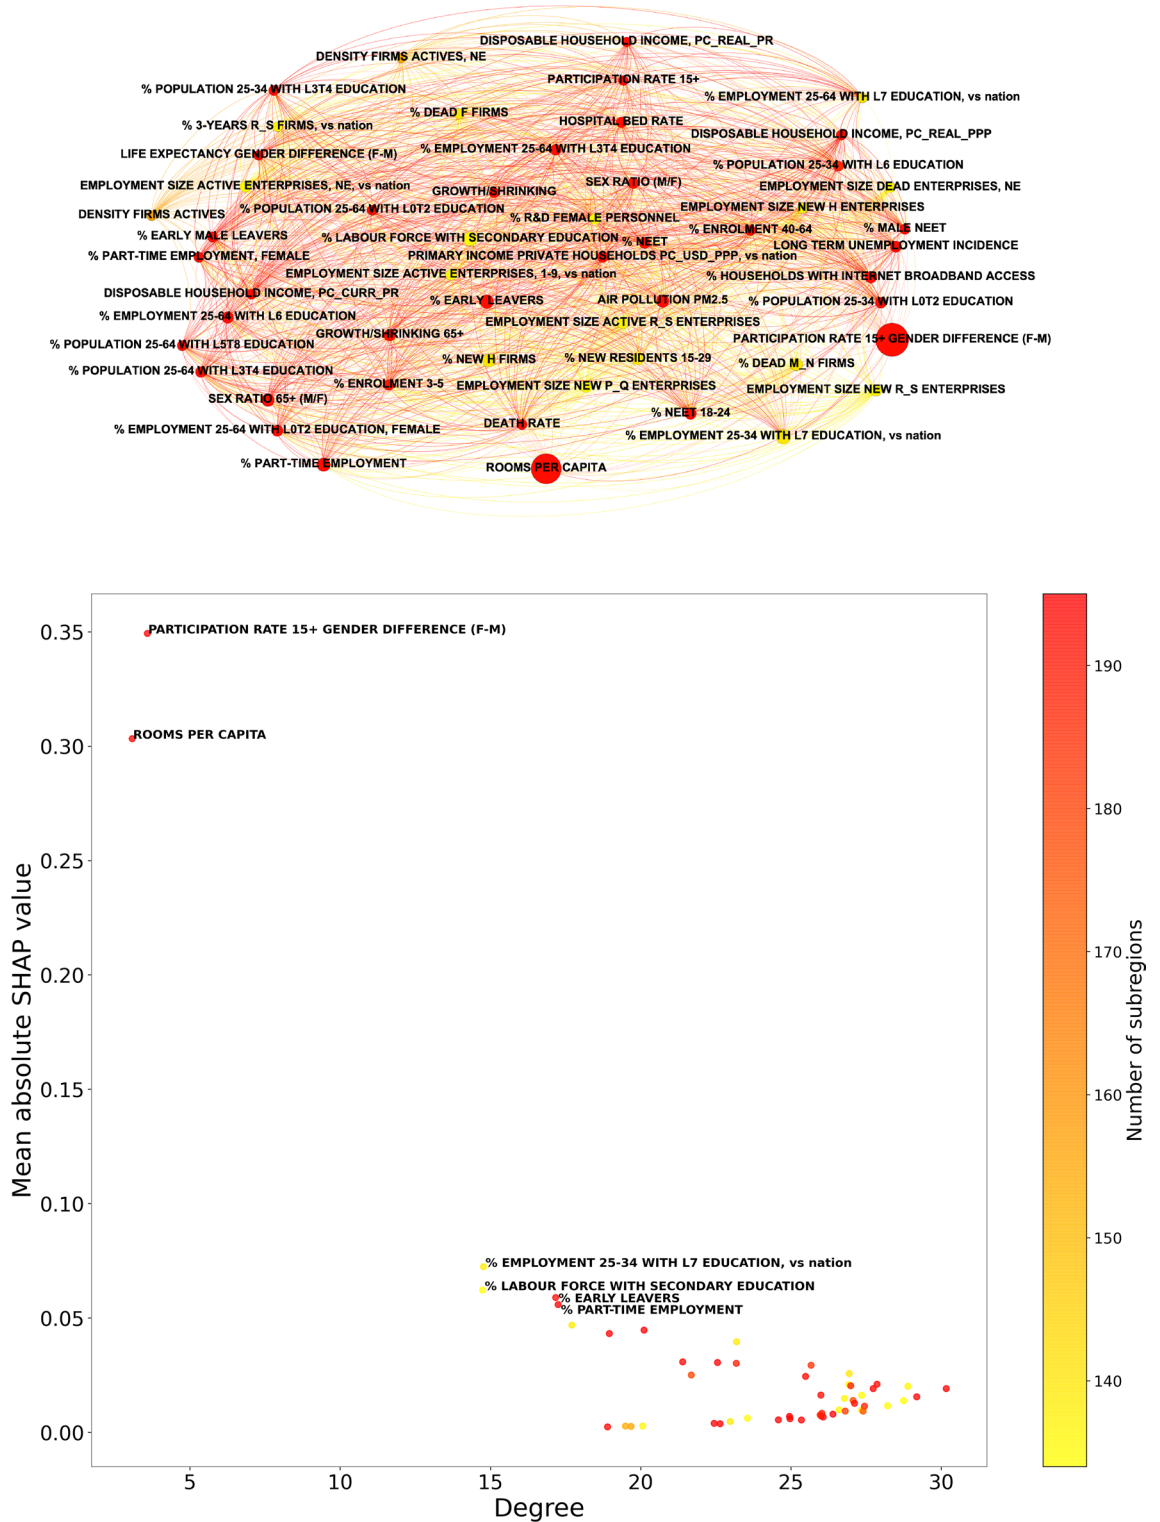 DISPOSABLE HOUSEHOLD INCOME, PC_REAL_PR
DENSITY FIRMS ACTIVES, NE
PARTICIPATION RATE 15+
% POPULATION 25-34 WITH L3T4 EDUCATION
% EMPLOYMENT 25-64 WITH L7 EDUCATION, vs nation
% DEAD F FIRMS
HOSPITAL BED RATE
% 3-YEARS R_S FIRMS, vs nation
DISPOSABLE HOUSEHOLD INCOME, PC_REAL_PPP
% EMPLOYMENT 25-64 WITH L3T4 EDUCATION
LIFE EXPECTANCY GENDER DIFFERENCE (F-M)
% POPULATION 25-34 WITH L6 EDUCATION
SEX RATIO (M/F)
EMPLOYMENT SIZE ACTIVE ENTERPRISES, NE, vs nation
EMPLOYMENT SIZE DEAD ENTERPRISES, NE
GROWTH/SHRINKING
EMPLOYMENT SIZE NEW H ENTERPRISES
% POPULATION 25-64 WITH L0T2 EDUCATION
DENSITY FIRMS ACTIVES
% R&D FEMALE PERSONNEL
% ENROLMENT 40-64
% MALE NEET
% EARLY MALE LEAVERS
% LABOUR FORCE WITH SECONDARY EDUCATION
% NEET
LONG TERM UNEMPLOYMENT INCIDENCE
% PART-TIME EMPLOYMENT, FEMALE
PRIMARY INCOME PRIVATE HOUSEHOLDS PC_USD_PPP, vs nation
EMPLOYMENT SIZE ACTIVE ENTERPRISES, 1-9, vs nation
% HOUSEHOLDS WITH INTERNET BROADBAND ACCESS
DISPOSABLE HOUSEHOLD INCOME, PC_CURR_PR
% EARLY LEAVERS
AIR POLLUTION PM2.5
% POPULATION 25-34 WITH L0T2 EDUCATION
% EMPLOYMENT 25-64 WITH L6 EDUCATION
EMPLOYMENT SIZE ACTIVE R_S ENTERPRISES
GROWTH/SHRINKING 65+
PARTICIPATION RATE 15+ GENDER DIFFERENCE (F-M)
% POPULATION 25-64 WITH L5T8 EDUCATION
% NEW H FIRMS
% NEW RESIDENTS 15-29
% DEAD M_N FIRMS
% POPULATION 25-64 WITH L3T4 EDUCATION
% ENROLMENT 3-5
EMPLOYMENT SIZE NEW P_Q ENTERPRISES
EMPLOYMENT SIZE NEW R_S ENTERPRISES
SEX RATIO 65+ (M/F)
% NEET 18-24
DEATH RATE
% EMPLOYMENT 25-64 WITH L0T2 EDUCATION, FEMALE
% EMPLOYMENT 25-34 WITH L7 EDUCATION, vs nation
% PART-TIME EMPLOYMENT
ROOMS PER CAPITA
0.35
0.30
0.25
0.20
0.15
0.10
0.05
0.00
Mean absolute SHAP value
PARTICIPATION RATE 15+ GENDER DIFFERENCE (F-M)
ROOMS PER CAPITA
% EMPLOYMENT 25-34 WITH L7 EDUCATION, vs nation
% LABOUR FORCE WITH SECONDARY EDUCATION
% EARLY LEAVERS
% PART-TIME EMPLOYMENT
5 10 15 20 25 30
Degree
190
180
170
160
150
140
Number of subregions